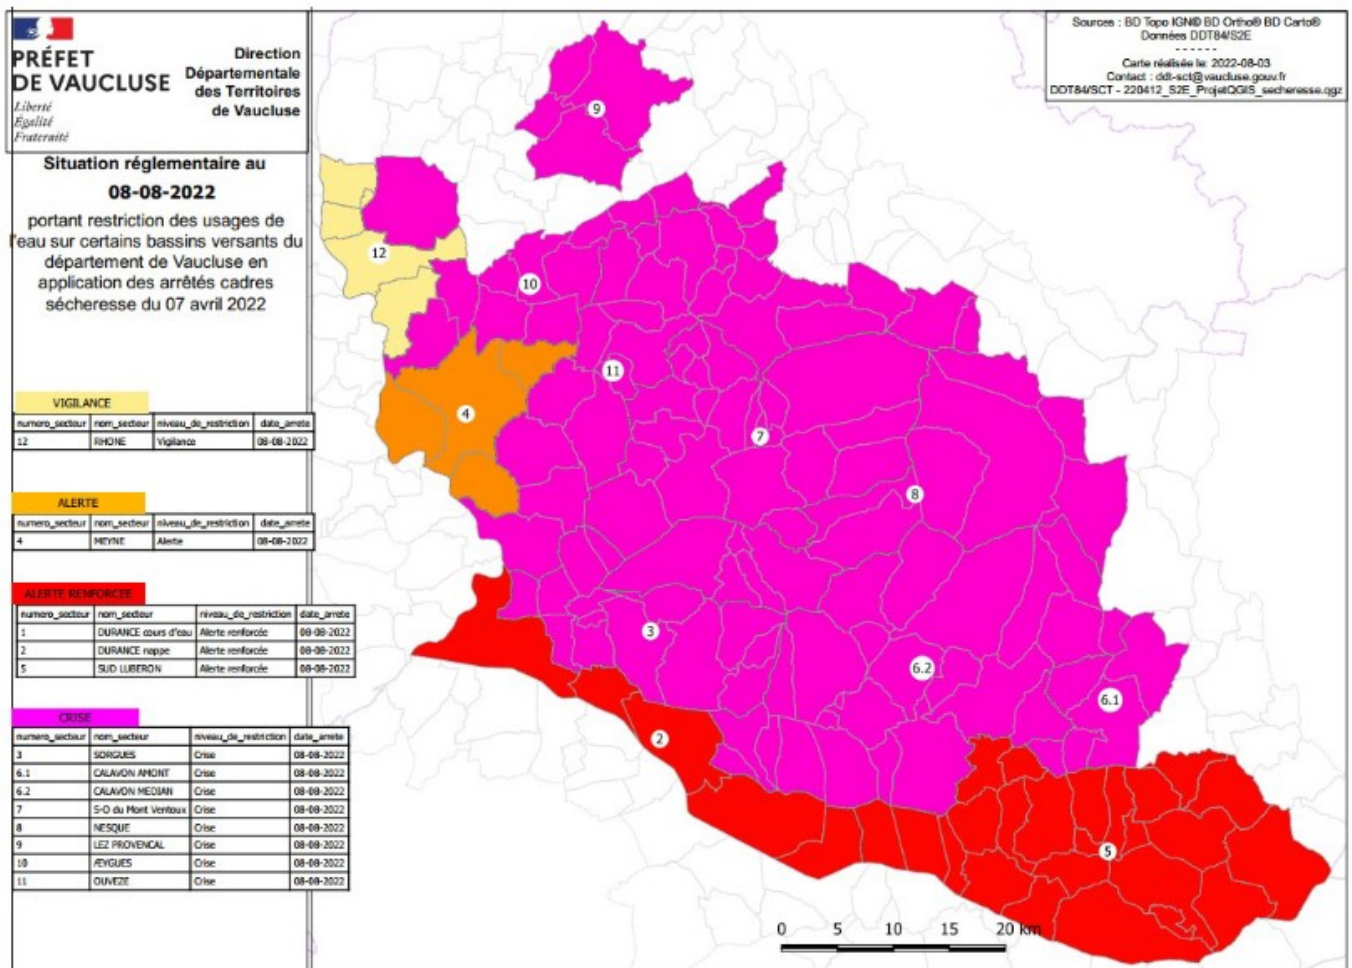 PRÉFET
DE VAUCLUSE
Liberté
Égalité
Fraternité
Direction
Départementale
des Territoires
de Vaucluse
Situation réglementaire au
08-08-2022
portant restriction des usages de
l'eau sur certains bassins versants du
département de Vaucluse en
application des arrêtés cadres
sécheresse du 07 avril 2022
VIGILANCE
numero_secteur nom_secteur niveau_de_restriction date_arrete
12 RHONE Vigilance 08-08-2022
ALERTE
numero_secteur nom_secteur niveau_de_restriction date_arrete
4 MEYNE Alerte 08-08-2022
ALERTE RENFORCEE
numero_secteur nom_secteur niveau_de_restriction date_arrete
1 DURANCE cours d'eau Alerte renforcée 08-08-2022
2 DURANCE nappe Alerte renforcée 08-08-2022
5 SUD LUBERON Alerte renforcée 08-08-2022
CRISE
numero_secteur nom_secteur niveau_de_restriction date_arrete
3 SORGUES Crise 08-08-2022
6.1 CALAVON AMONT Crise 08-08-2022
6.2 CALAVON MEDIAN Crise 08-08-2022
7 S-O du Mont Ventoux Crise 08-08-2022
8 NESQUE Crise 08-08-2022
9 LEZ PROVENCAL Crise 08-08-2022
10 ÆYGUES Crise 08-08-2022
11 OUVEZE Crise 08-08-2022
Sources : BD Topo IGN® BD Ortho® BD Carto®
Données DDT84/S2E
- - - - - -
Carte réalisée le: 2022-08-03
Contact : ddt-sct@vaucluse.gouv.fr
DDT84/SCT - 220412_S2E_ProjetQGIS_secheresse.qgz
9
12
10
11
4
7
8
3
6.2
6.1
2
5
0 5 10 15 20 km